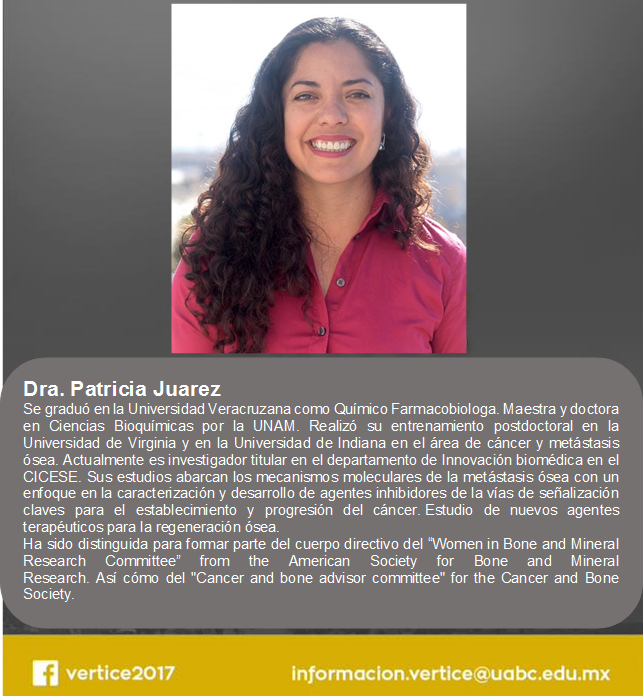 Dra. Patricia Juarez
Se graduó en la Universidad Veracruzana como Químico Farmacobiologa. Maestra y doctora
en Ciencias Bioquímicas por la UNAM. Realizó su entrenamiento postdoctoral en la
Universidad de Virginia y en la Universidad de Indiana en el área de cáncer y metástasis
ósea. Actualmente es investigador titular en el departamento de Innovación biomédica en el
CICESE. Sus estudios abarcan los mecanismos moleculares de la metástasis ósea con un
enfoque en la caracterización y desarrollo de agentes inhibidores de la vías de señalización
claves para el establecimiento y progresión del cáncer. Estudio de nuevos agentes
terapéuticos para la regeneración ósea.
Ha sido distinguida para formar parte del cuerpo directivo del “Women in Bone and Mineral
Research Committee” from the American Society for Bone and Mineral
Research. Así cómo del "Cancer and bone advisor committee" for the Cancer and Bone
Society.
f vertice2017
informacion.vertice@uabc.edu.mx